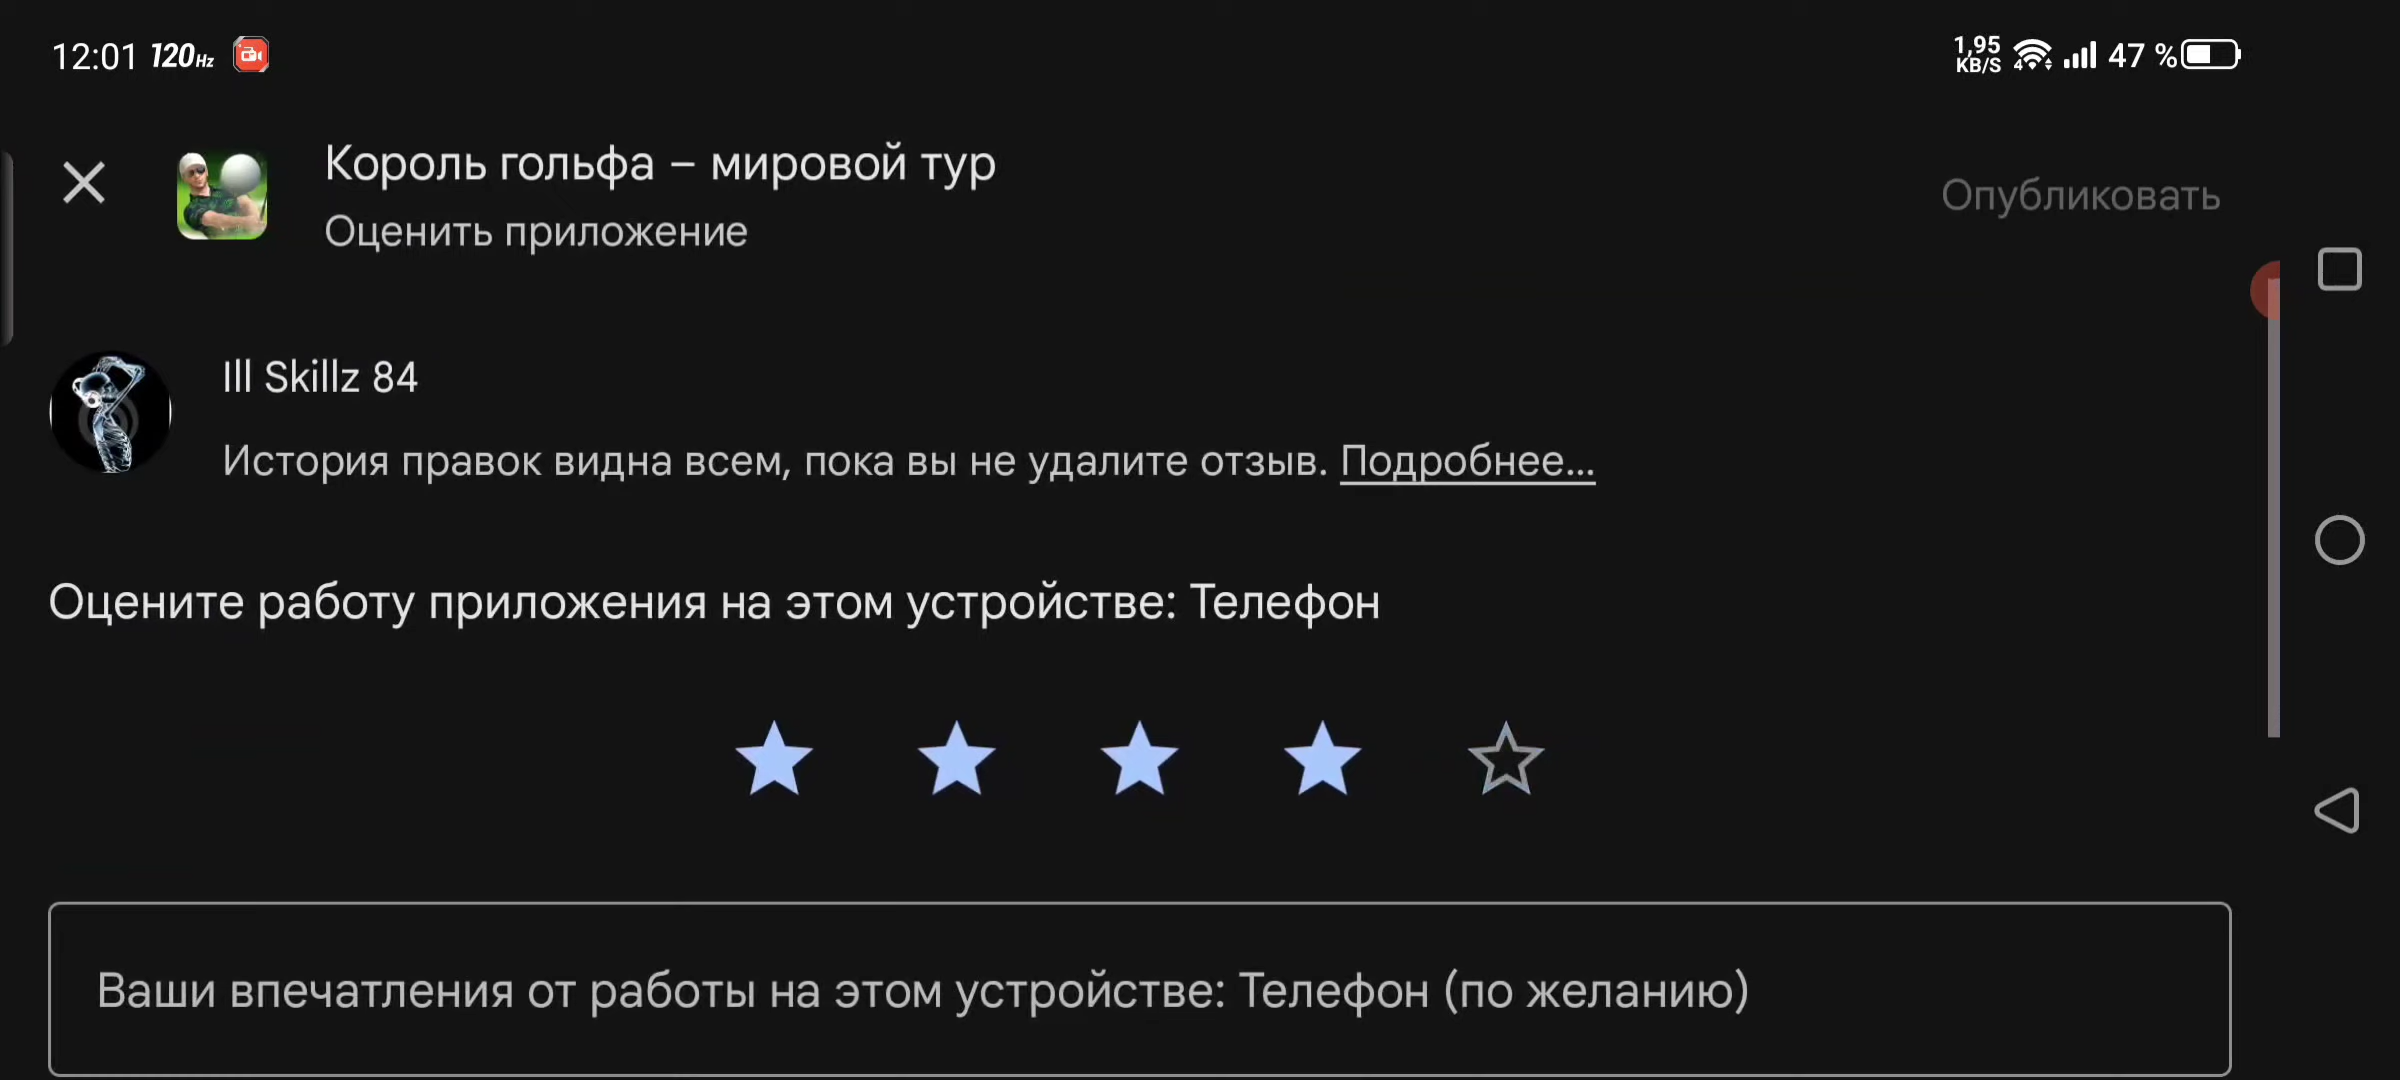 12:01 120Hz
1,95 KB/S 47 %
Король гольфа – мировой тур
Оценить приложение
Опубликовать
Ill Skillz 84
История правок видна всем, пока вы не удалите отзыв. Подробнее...
Оцените работу приложения на этом устройстве: Телефон
Ваши впечатления от работы на этом устройстве: Телефон (по желанию)